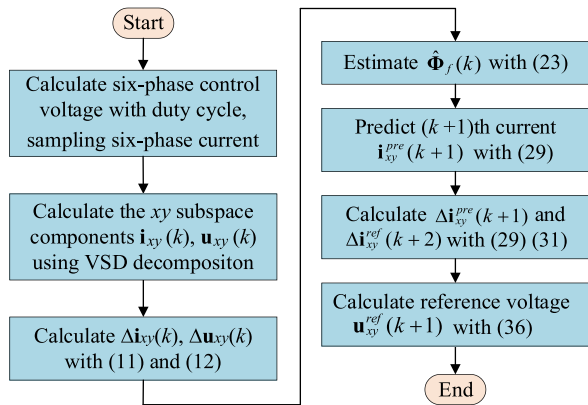 Start
Calculate six-phase control
voltage with duty cycle,
sampling six-phase current
Calculate the xy subspace
components i_xy(k), u_xy(k)
using VSD decompositon
Calculate Δi_xy(k), Δu_xy(k)
with (11) and (12)
Estimate Φ̂_f(k) with (23)
Predict (k+1)th current
i_xy^pre(k+1) with (29)
Calculate Δi_xy^pre(k+1) and
Δi_xy^ref(k+2) with (29) (31)
Calculate reference voltage
u_xy^ref(k+1) with (36)
End